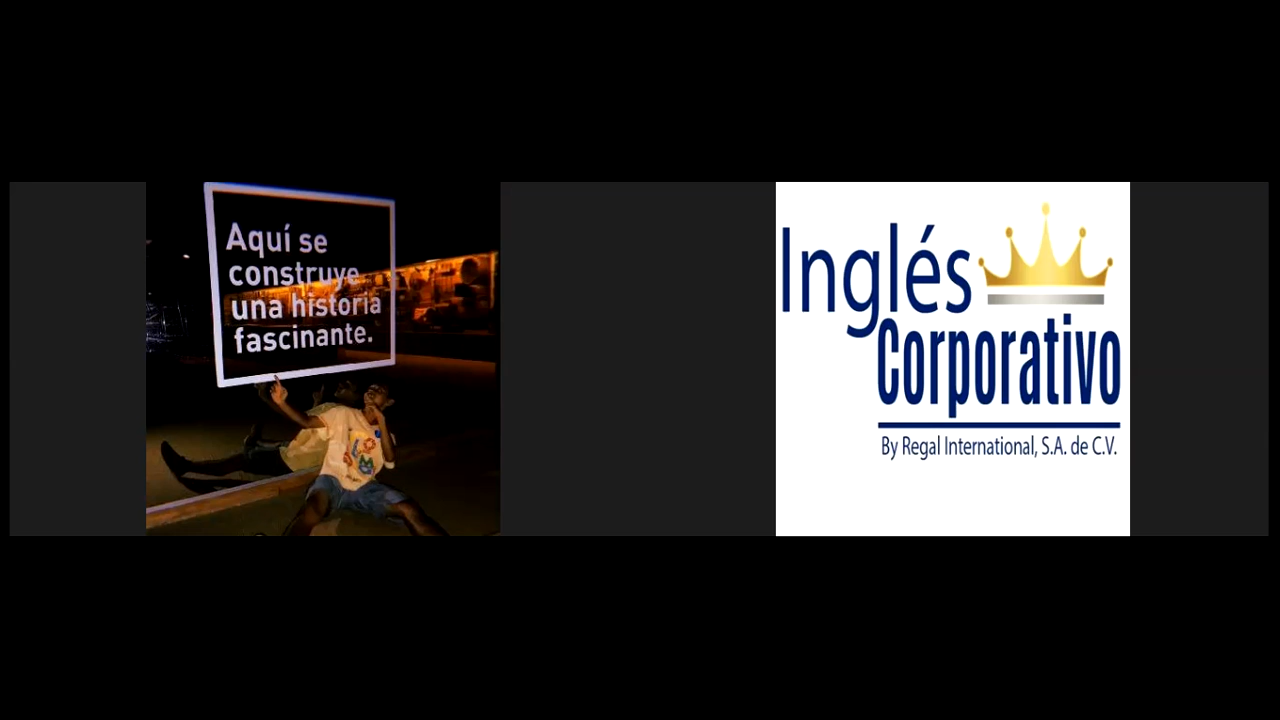 Aquí se
construye
una historia
fascinante.
Inglés
Corporativo
By Regal International, S.A. de C.V.